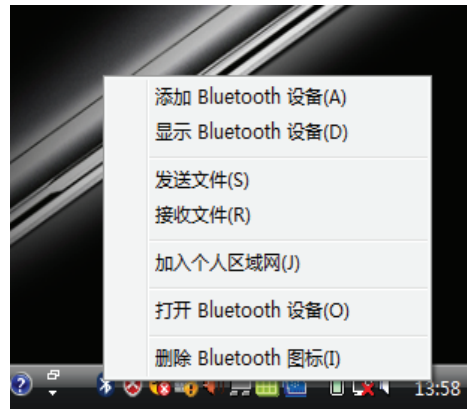 添加 Bluetooth 设备(A)
显示 Bluetooth 设备(D)
发送文件(S)
接收文件(R)
加入个人区域网(J)
打开 Bluetooth 设备(O)
删除 Bluetooth 图标(I)
13:58